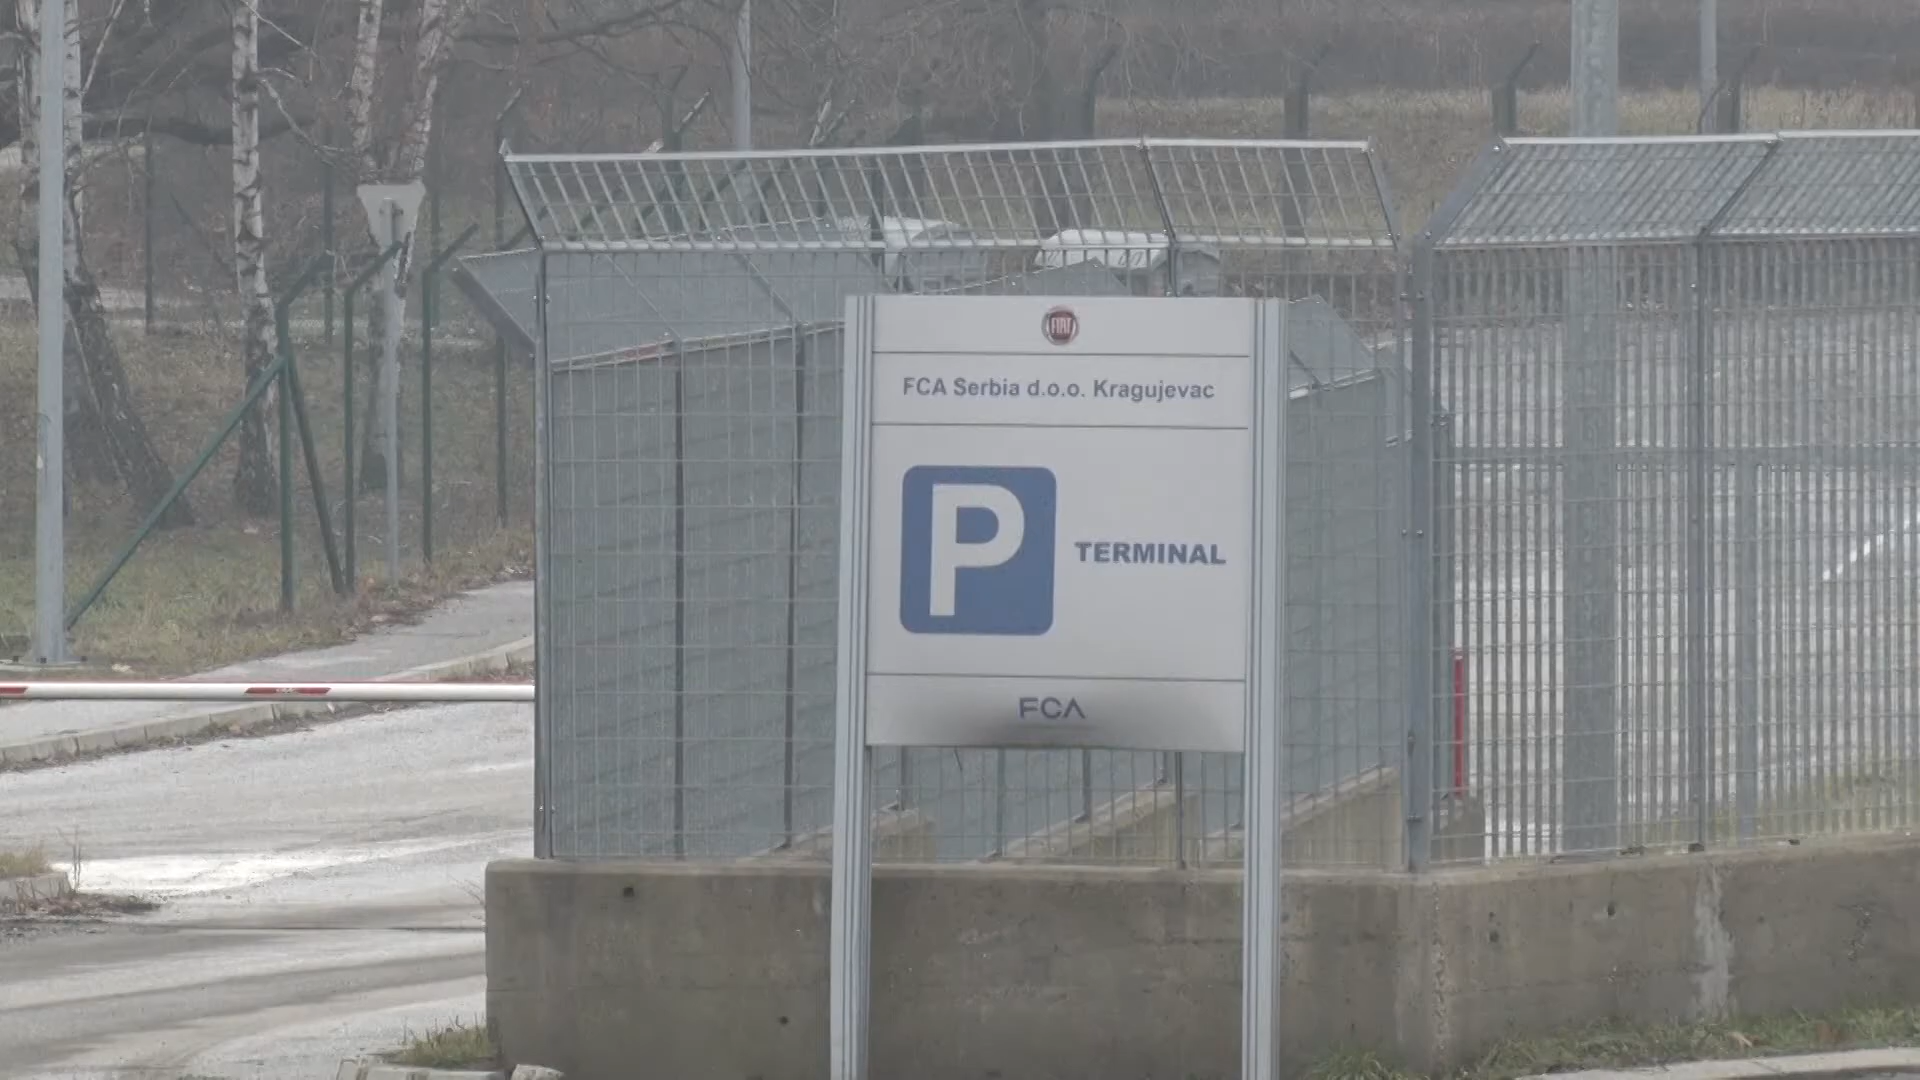 FIAT
FCA Serbia d.o.o. Kragujevac
P
TERMINAL
FCA